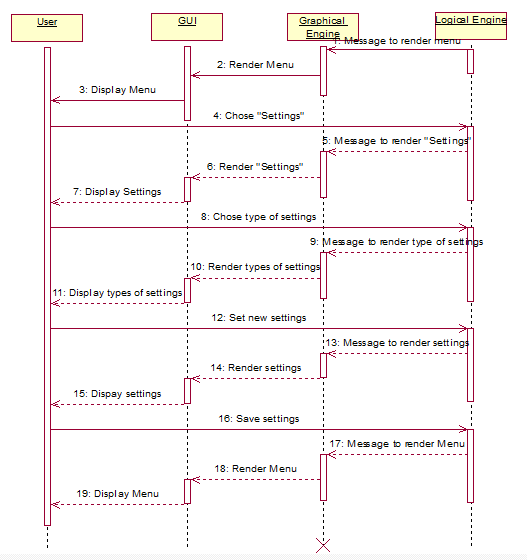 User
GUI
Graphical
Engine
Logical Engine
1: Message to render menu
2: Render Menu
3: Display Menu
4: Chose "Settings"
5: Message to render "Settings"
6: Render "Settings"
7: Display Settings
8: Chose type of settings
9: Message to render type of settings
10: Render types of settings
11: Display types of settings
12: Set new settings
13: Message to render settings
14: Render settings
15: Dispay settings
16: Save settings
17: Message to render Menu
18: Render Menu
19: Display Menu